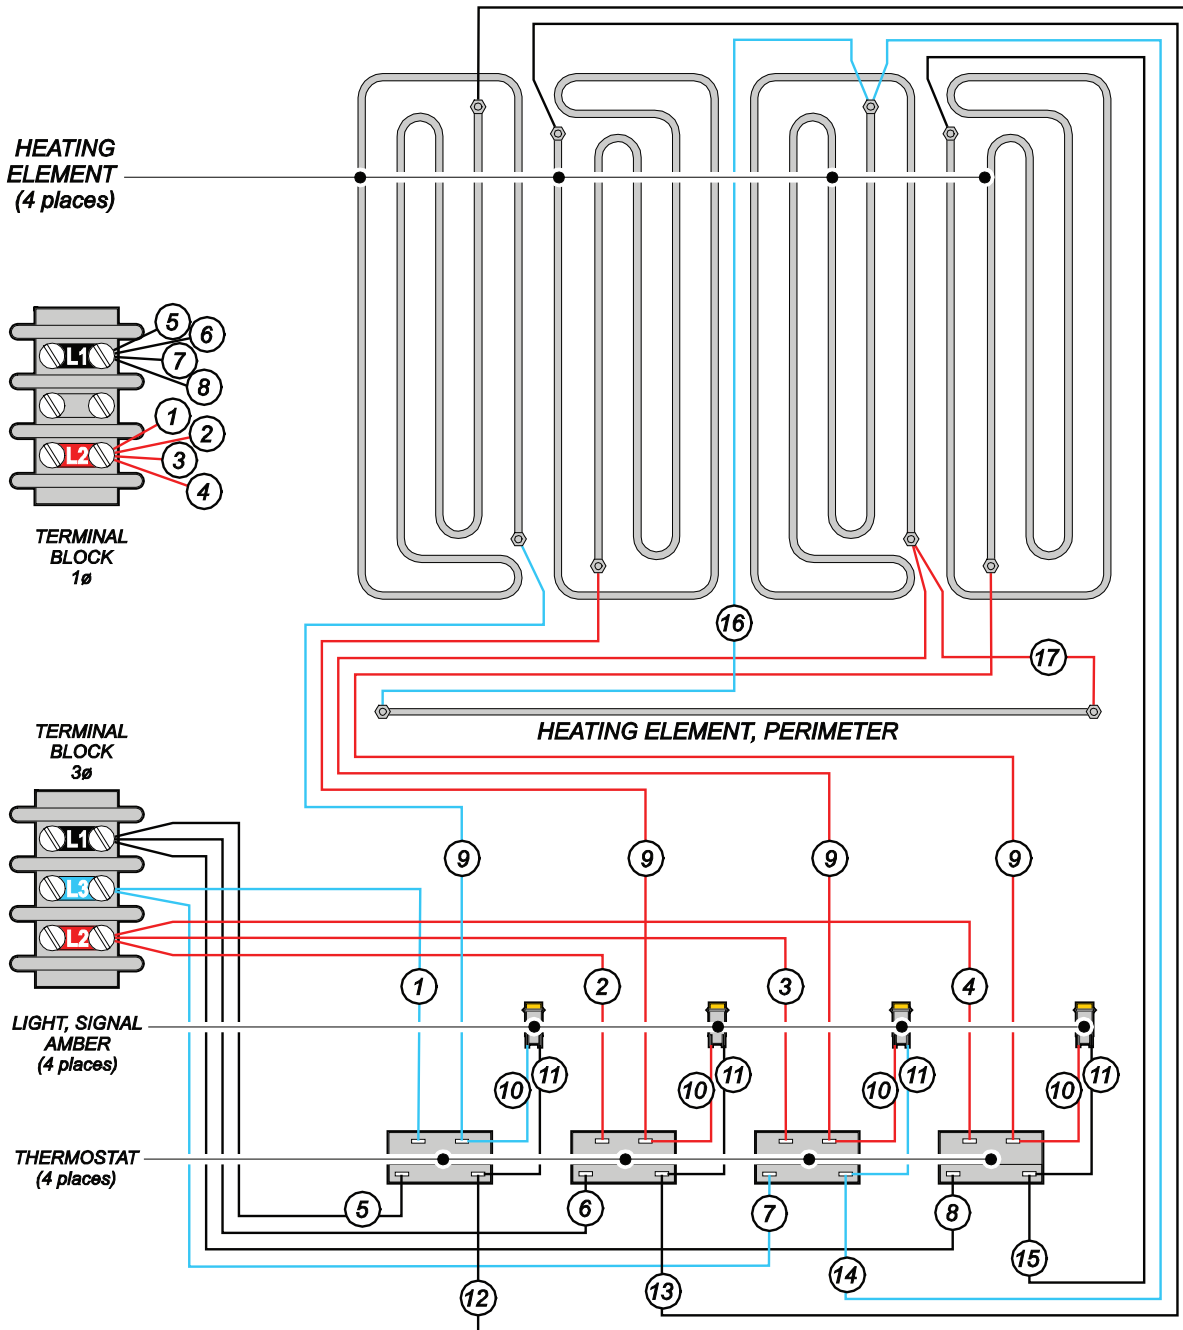 HEATING
ELEMENT
(4 places)
L1
5
6
7
8
L2
1
2
3
4
TERMINAL
BLOCK
1ø
16
17
HEATING ELEMENT, PERIMETER
TERMINAL
BLOCK
3ø
L1
L3
L2
9
9
9
9
1
2
3
4
LIGHT, SIGNAL
AMBER
(4 places)
10
11
10
11
10
11
10
11
THERMOSTAT
(4 places)
5
6
7
8
12
13
14
15